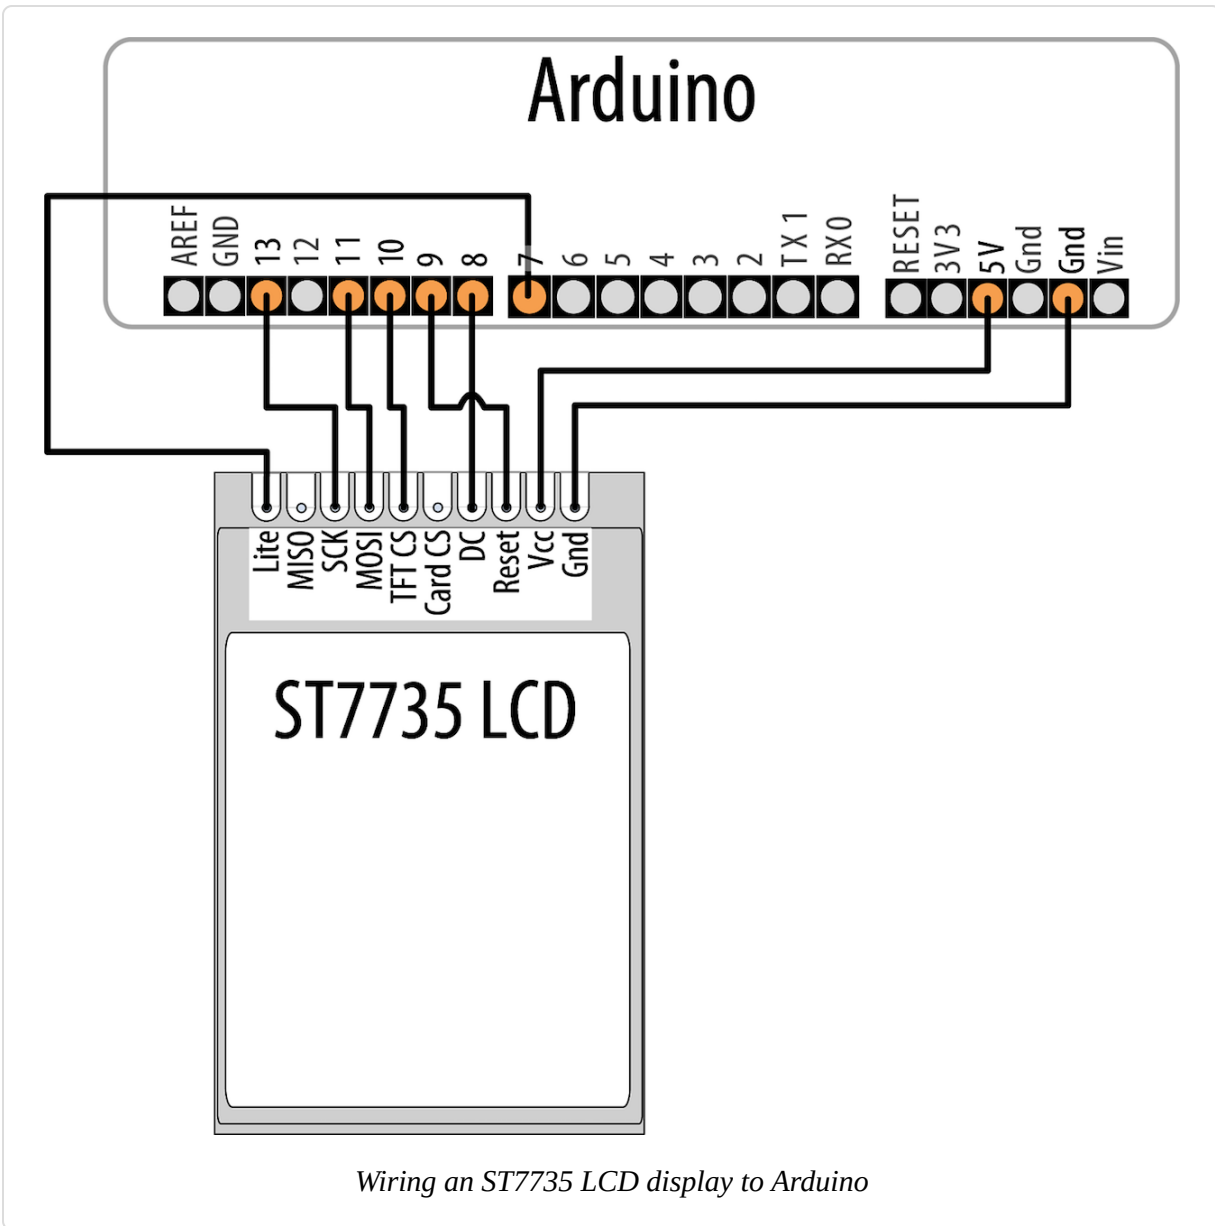 Arduino
AREF
GND
13
12
11
10
9
8
7
6
5
4
3
2
TX 1
RX0
RESET
3V3
5V
Gnd
Gnd
Vin
Lite
MISO
SCK
MOSI
TFT CS
Card CS
DC
Reset
Vcc
Gnd
ST7735 LCD
Wiring an ST7735 LCD display to Arduino